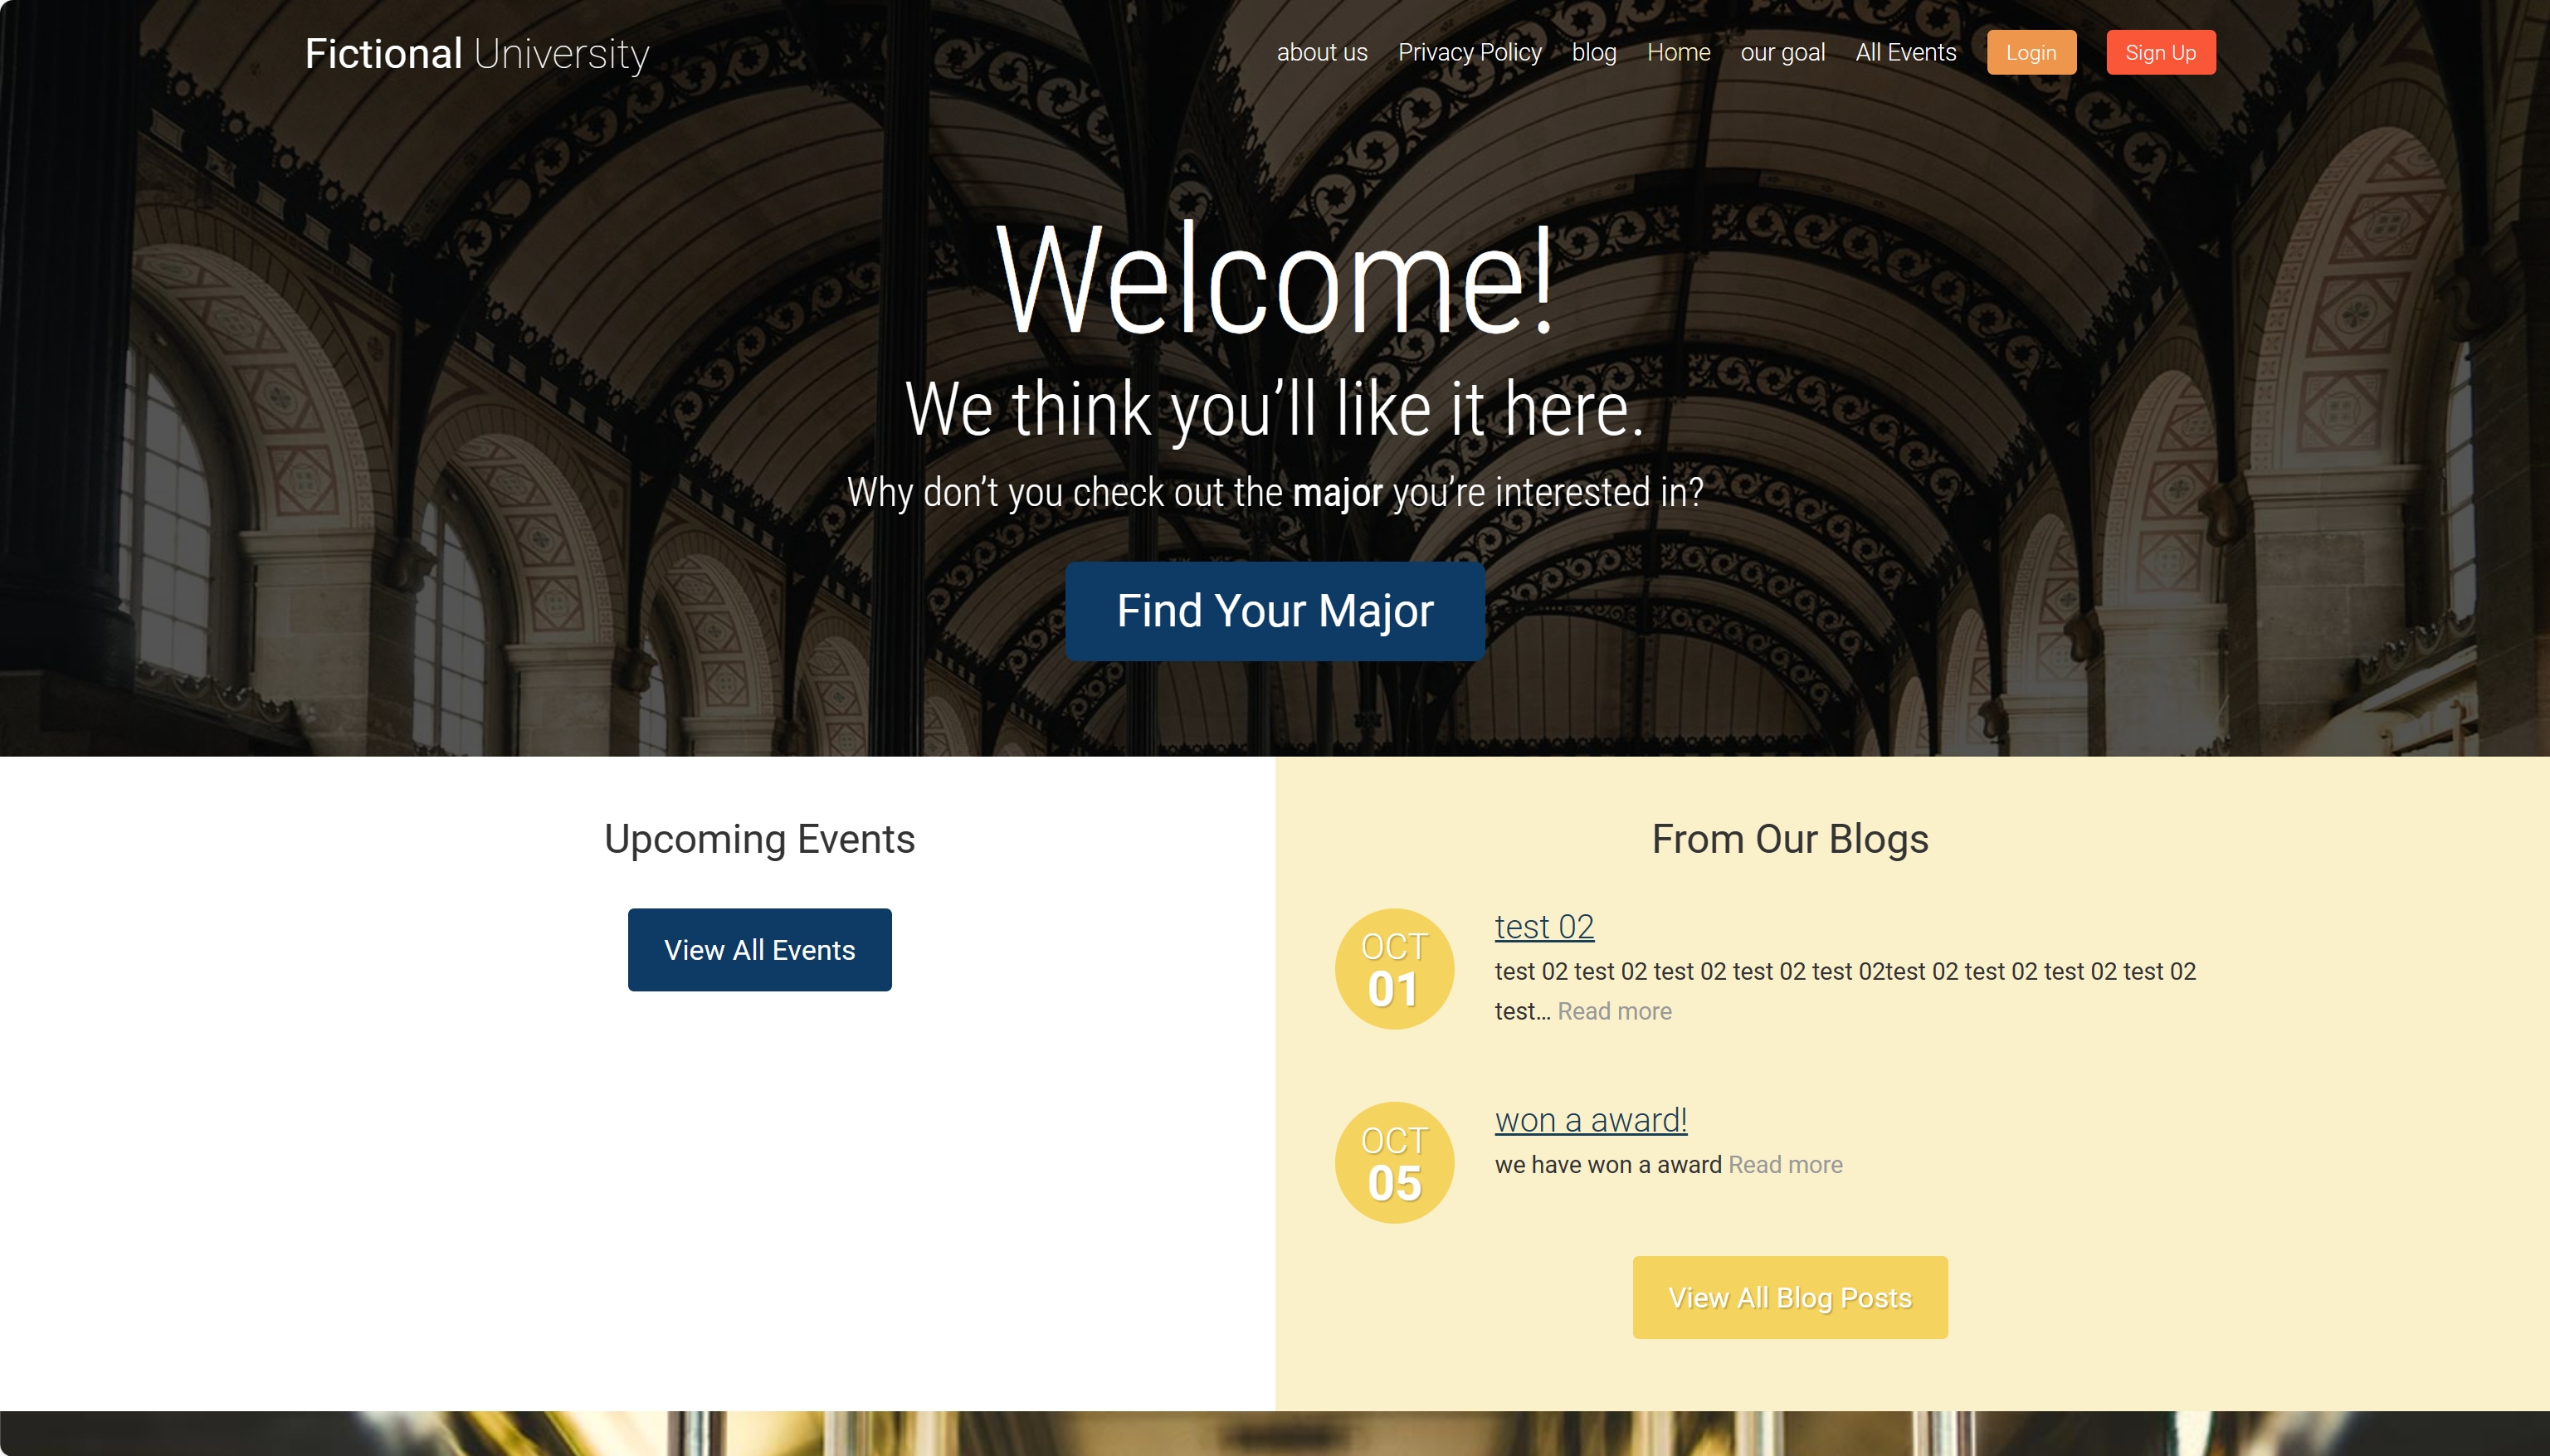 Fictional University
about us Privacy Policy blog Home our goal All Events Login Sign Up
Welcome!
We think you’ll like it here.
Why don’t you check out the major you’re interested in?
Find Your Major
Upcoming Events
View All Events
From Our Blogs
OCT
01
test 02
test 02 test 02 test 02 test 02 test 02test 02 test 02 test 02 test 02
test… Read more
OCT
05
won a award!
we have won a award Read more
View All Blog Posts